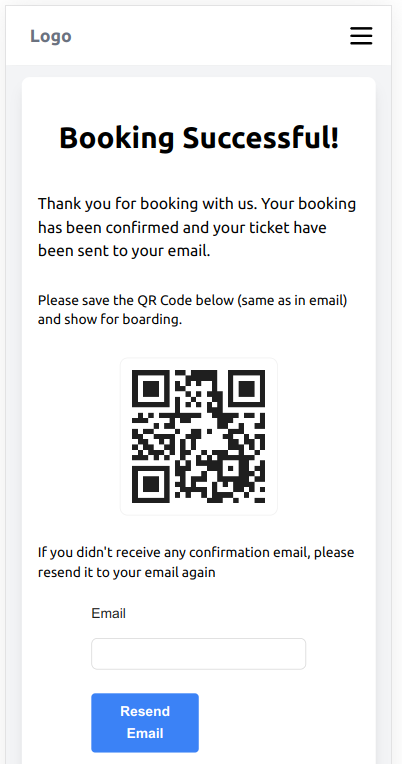 Logo
Booking Successful!
Thank you for booking with us. Your booking
has been confirmed and your ticket have
been sent to your email.
Please save the QR Code below (same as in email)
and show for boarding.
If you didn't receive any confirmation email, please
resend it to your email again
Email
Resend
Email